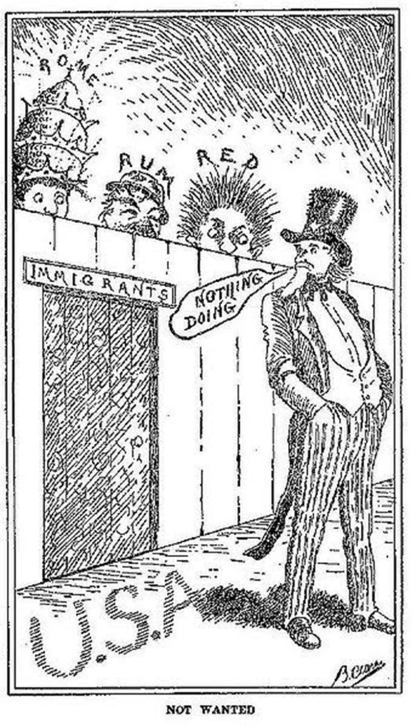 ROME
RUM
RED
IMMIGRANTS
NOTHING
DOING
U.S.A
NOT WANTED